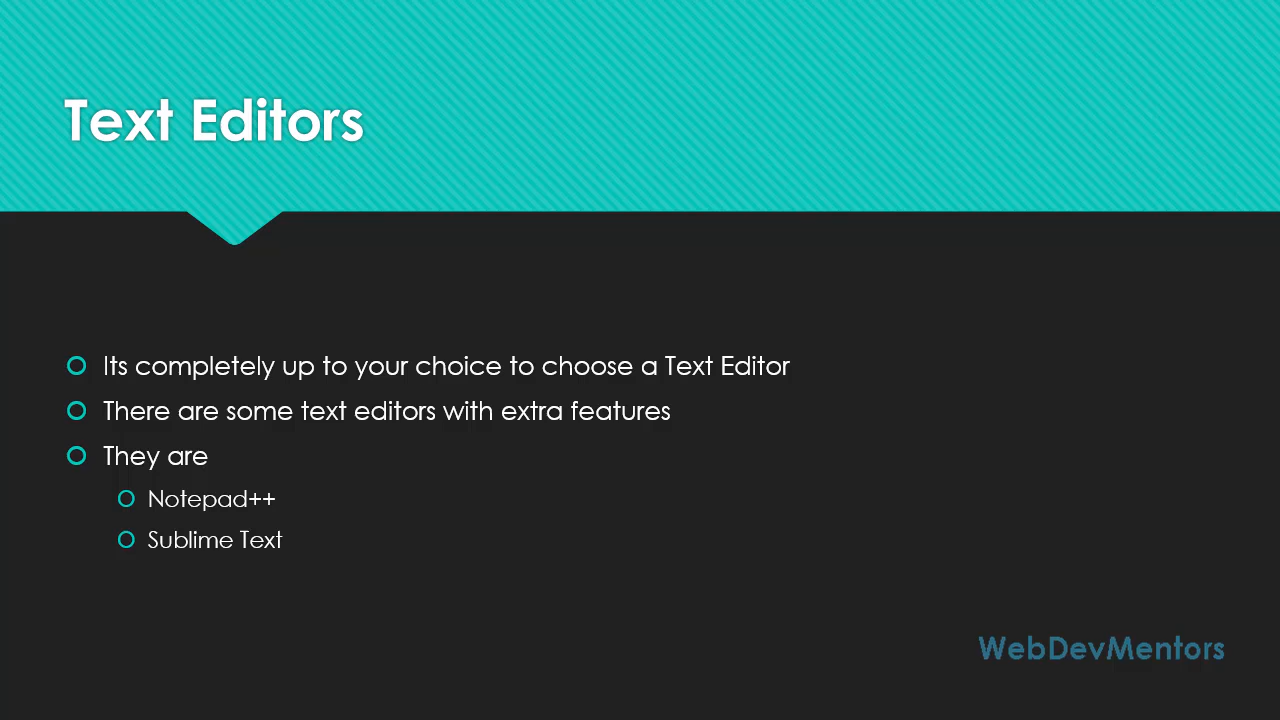 Text Editors
Its completely up to your choice to choose a Text Editor
There are some text editors with extra features
They are
Notepad++
Sublime Text
WebDevMentors